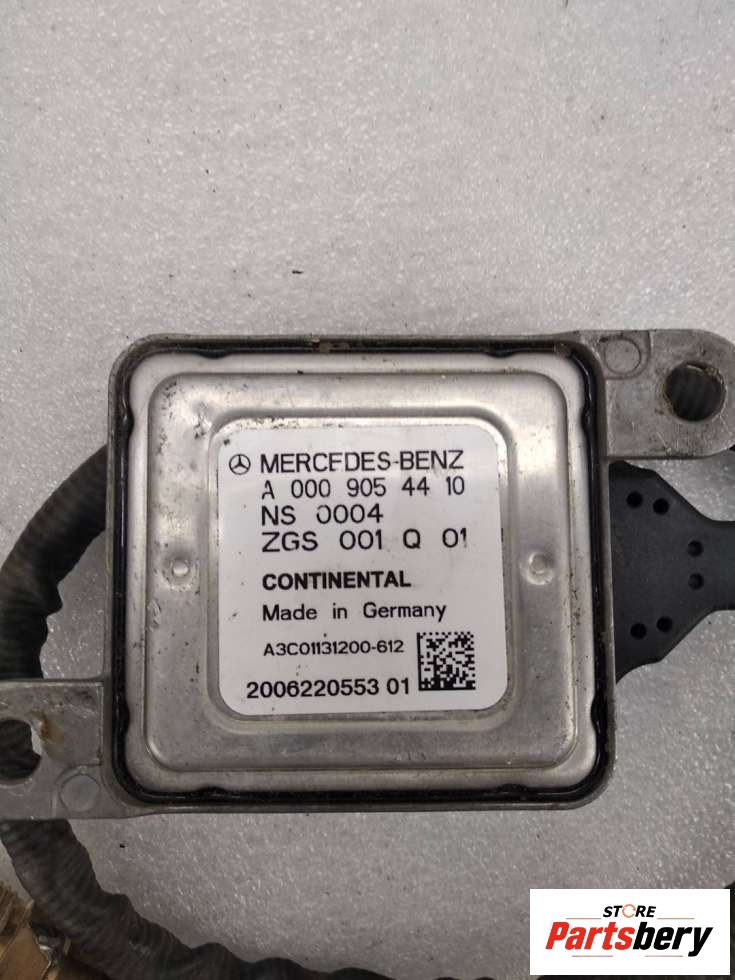 MERCEDES-BENZ
A 000 905 44 10
NS 0004
ZGS 001 Q 01
CONTINENTAL
Made in Germany
A3C01131200-612
2006220553 01
STORE
Partsbery